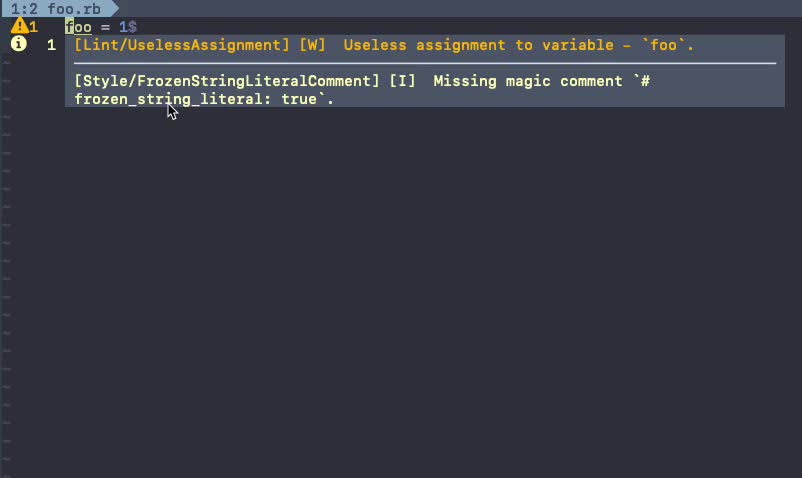 1:2 foo.rb
1 foo = 1$
1 [Lint/UselessAssignment] [W]  Useless assignment to variable - `foo`.
[Style/FrozenStringLiteralComment] [I]  Missing magic comment `#
frozen_string_literal: true`.